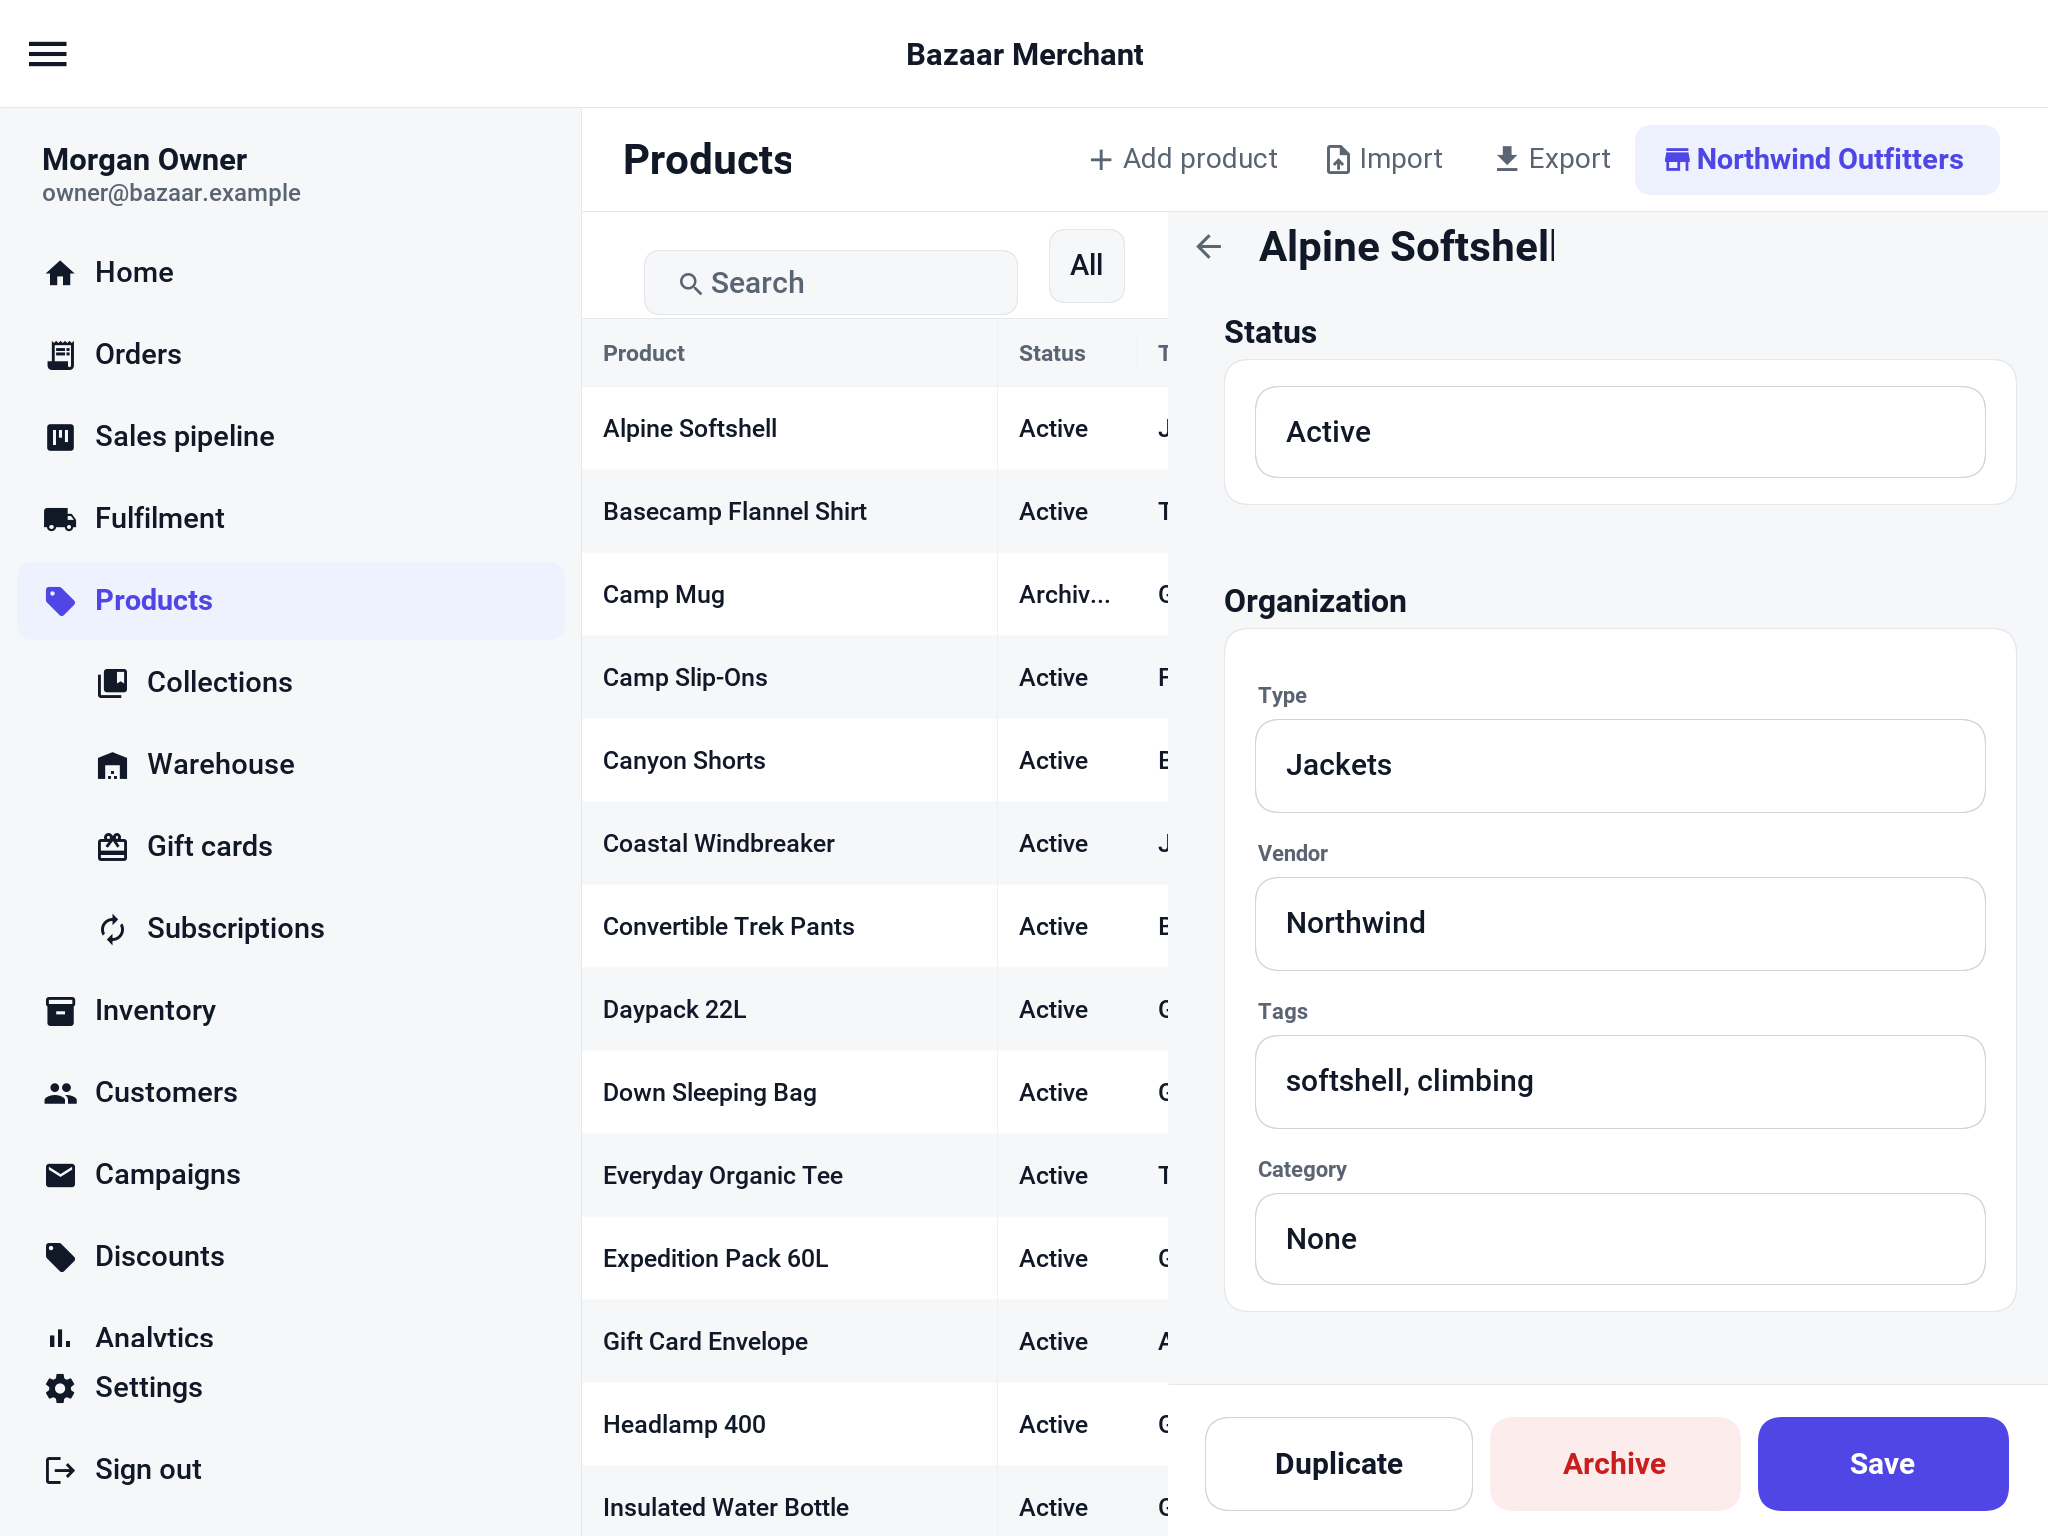 Bazaar Merchant
Morgan Owner
owner@bazaar.example
Home
Orders
Sales pipeline
Fulfilment
Products
Collections
Warehouse
Gift cards
Subscriptions
Inventory
Customers
Campaigns
Discounts
Analytics
Settings
Sign out
Products
Add product
Import
Export
Northwind Outfitters
Search
All
Product Status T
Alpine Softshell Active J
Basecamp Flannel Shirt Active T
Camp Mug Archiv... G
Camp Slip-Ons Active F
Canyon Shorts Active B
Coastal Windbreaker Active J
Convertible Trek Pants Active B
Daypack 22L Active G
Down Sleeping Bag Active G
Everyday Organic Tee Active T
Expedition Pack 60L Active G
Gift Card Envelope Active A
Headlamp 400 Active G
Insulated Water Bottle Active G
Alpine Softshell
Status
Active
Organization
Type
Jackets
Vendor
Northwind
Tags
softshell, climbing
Category
None
Duplicate
Archive
Save